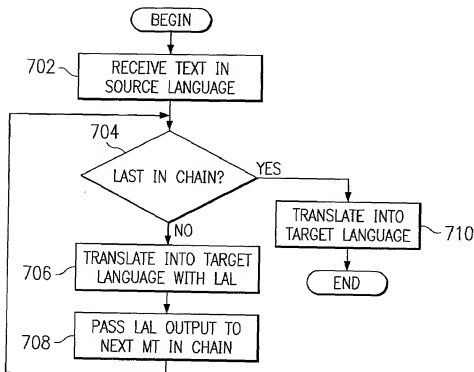 BEGIN
702
RECEIVE TEXT IN
SOURCE LANGUAGE
704
LAST IN CHAIN?
YES
NO
TRANSLATE INTO
TARGET LANGUAGE
710
END
706
TRANSLATE INTO TARGET
LANGUAGE WITH LAL
708
PASS LAL OUTPUT TO
NEXT MT IN CHAIN